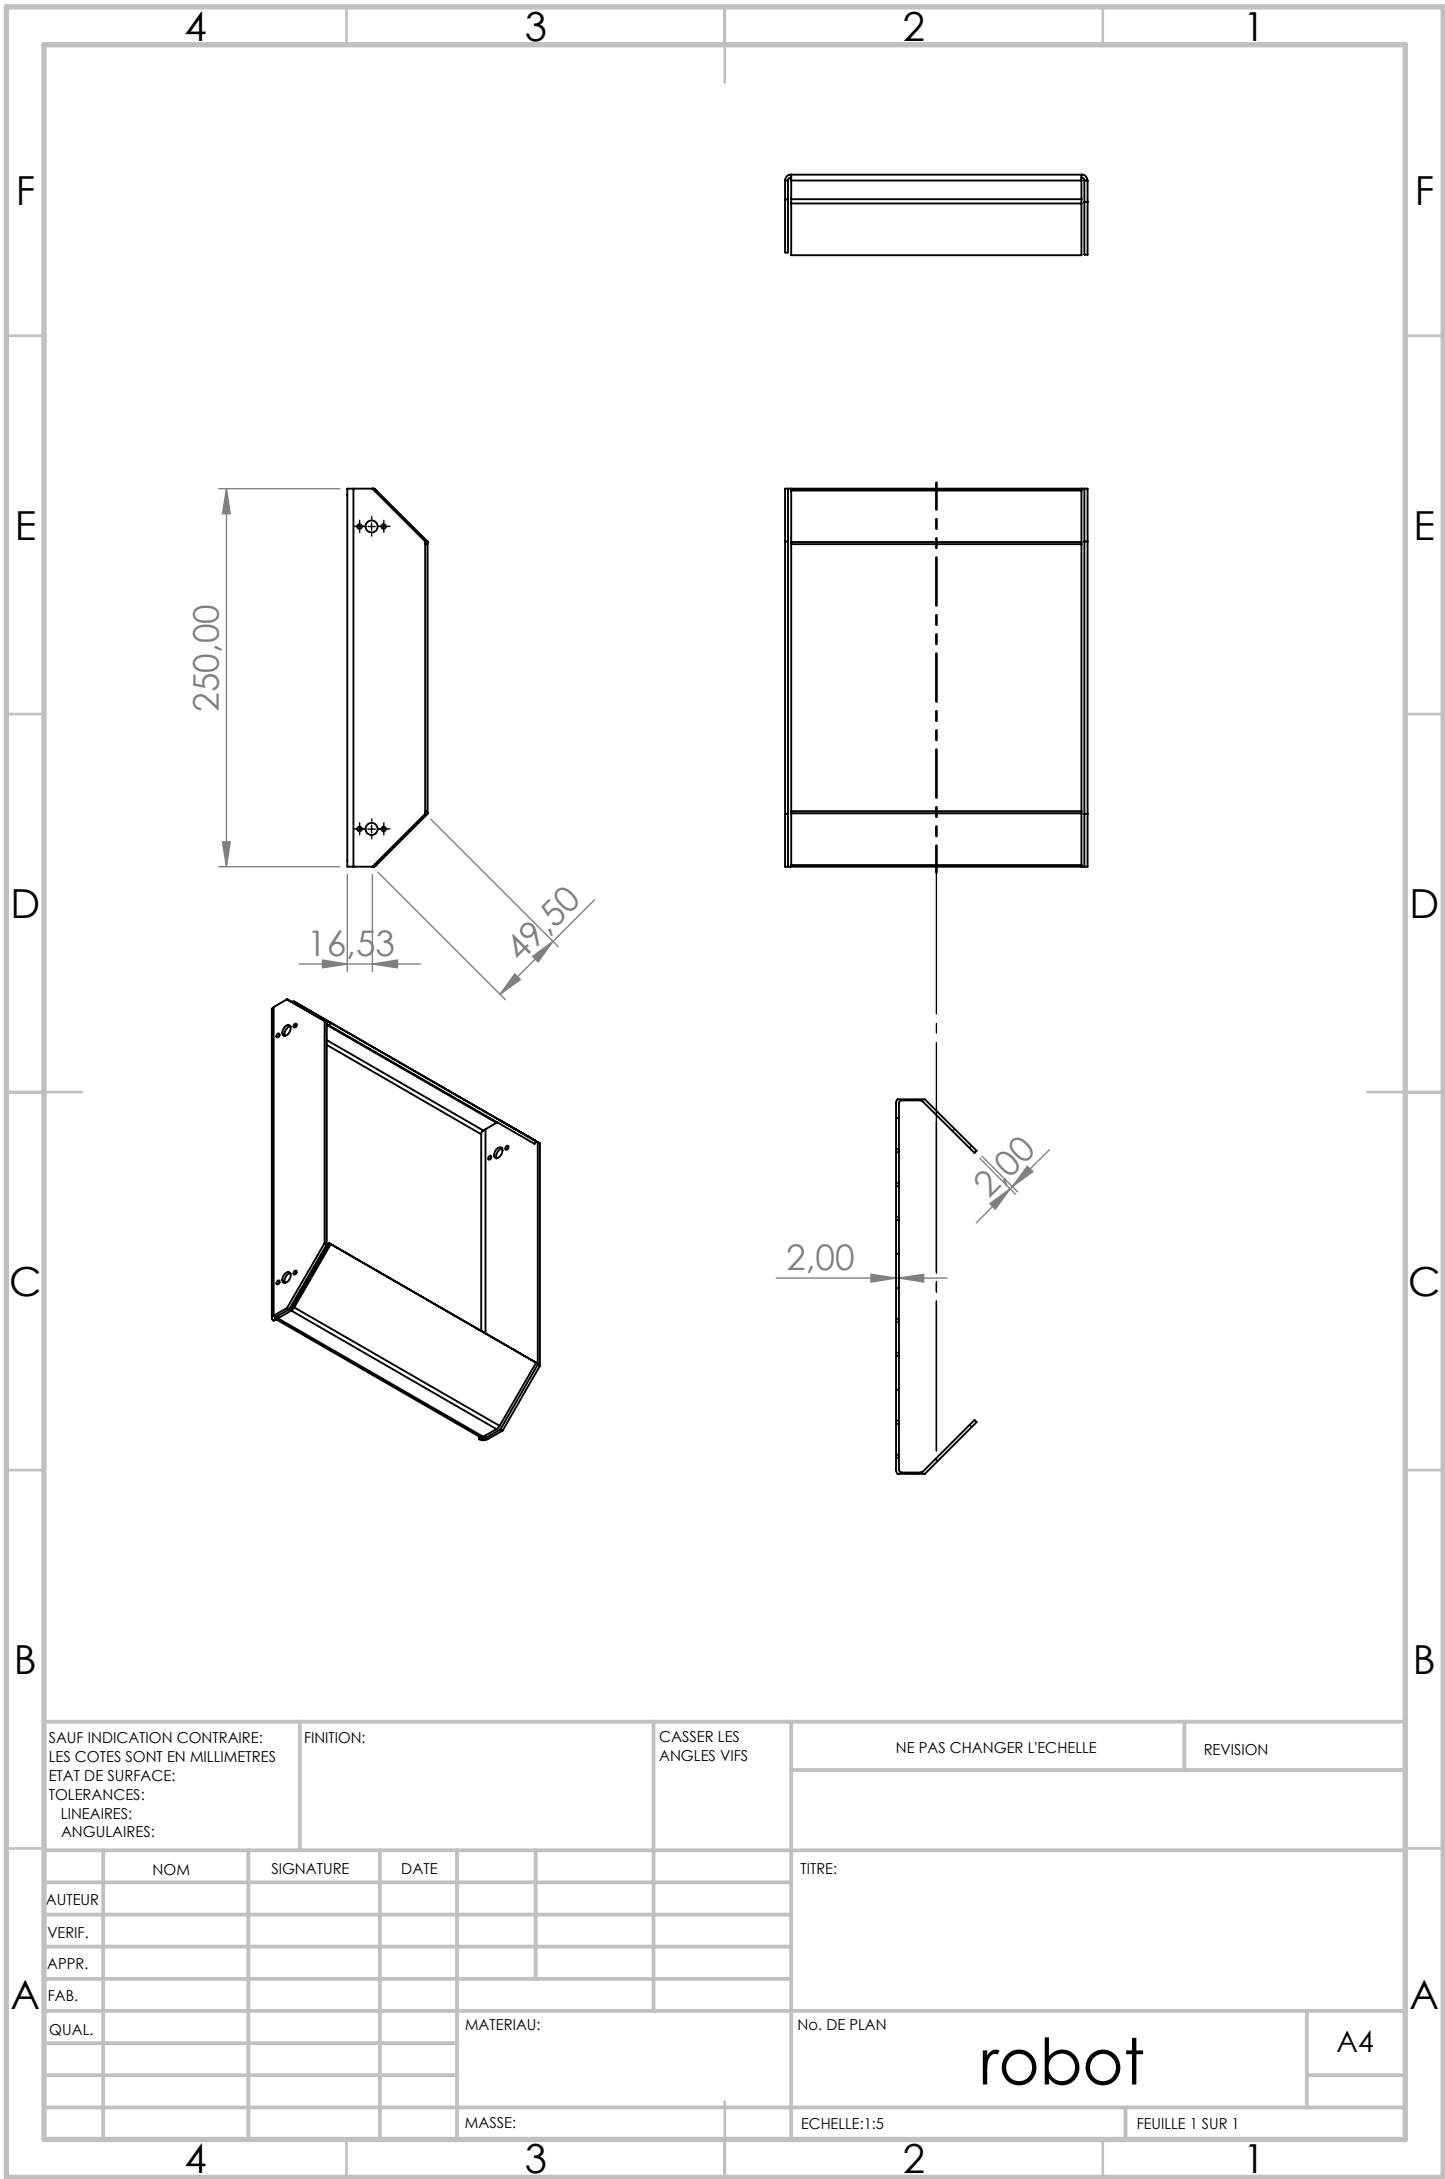 4 3 2 1
F F
E E
250,00
D D
49,50
16,53
2,00
2,00
C C
B B
SAUF INDICATION CONTRAIRE:
LES COTES SONT EN MILLIMETRES
ETAT DE SURFACE:
TOLERANCES:
LINEAIRES:
ANGULAIRES:
FINITION:
CASSER LES
ANGLES VIFS
NE PAS CHANGER L'ECHELLE
REVISION
NOM SIGNATURE DATE
TITRE:
AUTEUR
VERIF.
APPR.
FAB.
A A
QUAL.
MATERIAU:
No. DE PLAN
robot
A4
MASSE:
ECHELLE:1:5
FEUILLE 1 SUR 1
4 3 2 1